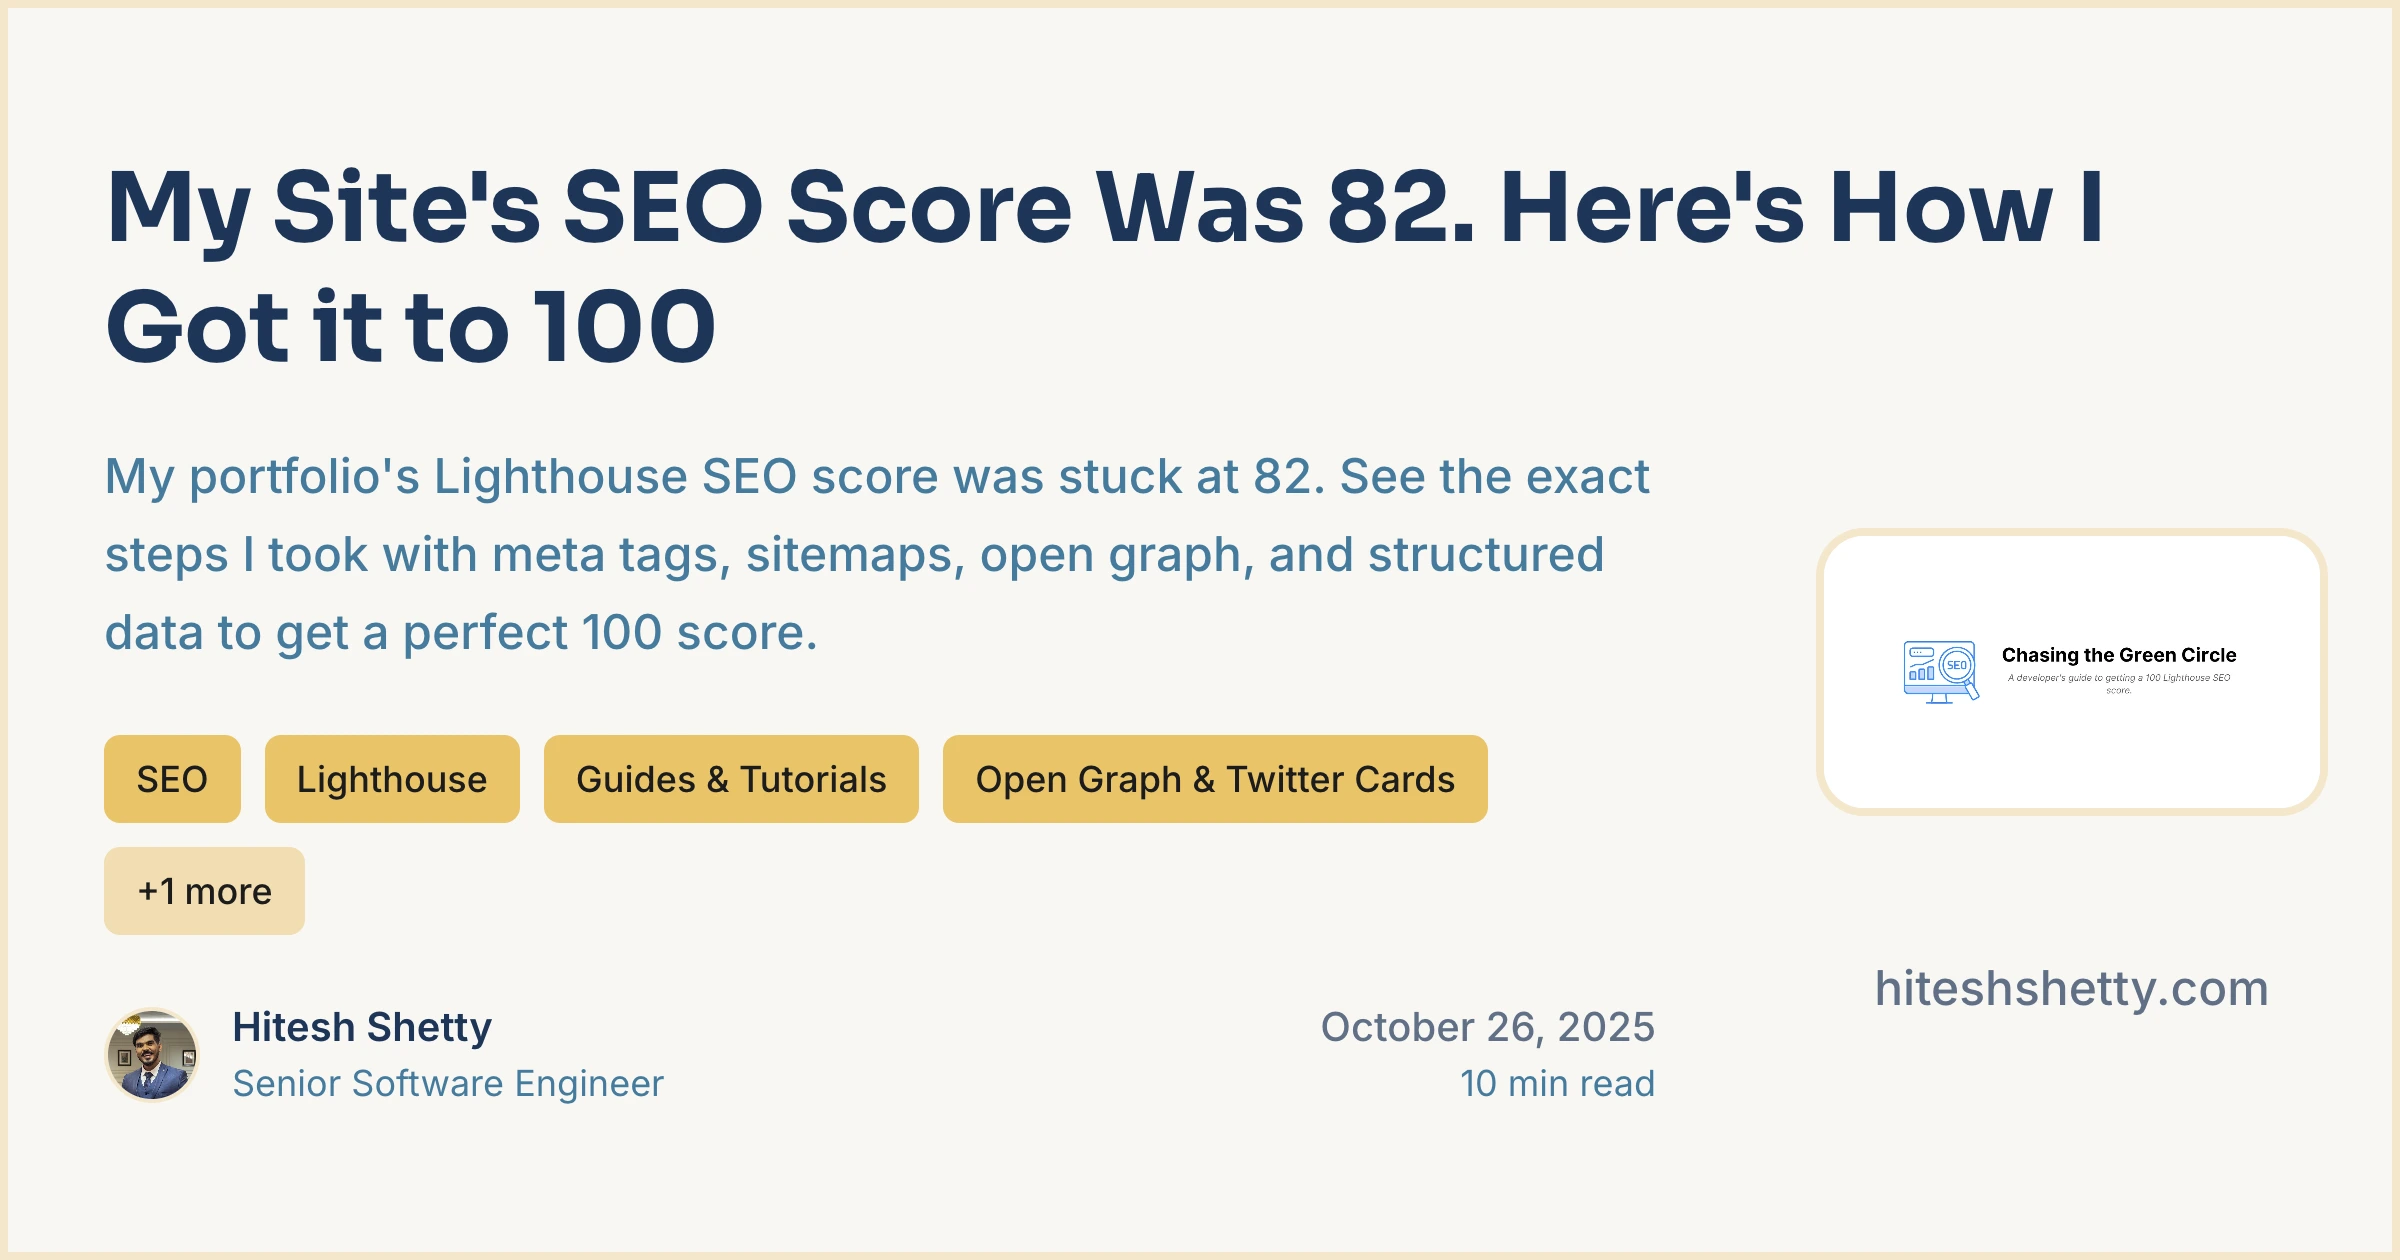 My Site's SEO Score Was 82. Here's How I
Got it to 100
My portfolio's Lighthouse SEO score was stuck at 82. See the exact
steps I took with meta tags, sitemaps, open graph, and structured
data to get a perfect 100 score.
SEO
Lighthouse
Guides & Tutorials
Open Graph & Twitter Cards
+1 more
Hitesh Shetty
Senior Software Engineer
October 26, 2025
10 min read
SEO
Chasing the Green Circle
A developer's guide to getting a 100 Lighthouse SEO
score.
hiteshshetty.com